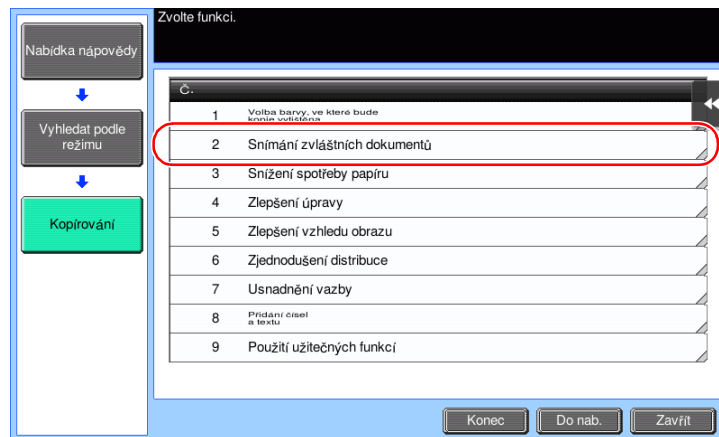 Zvolte funkci.
Nabídka nápovědy
Vyhledat podle
režimu
Kopírování
Č.
1 Volba barvy, ve které bude
kopie vytištěna
2 Snímání zvláštních dokumentů
3 Snížení spotřeby papíru
4 Zlepšení úpravy
5 Zlepšení vzhledu obrazu
6 Zjednodušení distribuce
7 Usnadnění vazby
8 Přidání čísel
a textu
9 Použití užitečných funkcí
Konec
Do nab.
Zavřít